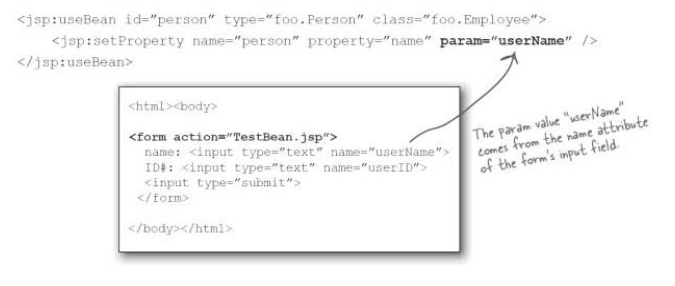 <jsp:useBean id="person" type="foo.Person" class="foo.Employee">
<jsp:setProperty name="person" property="name" param="userName" />
</jsp:useBean>
<html><body>
<form action="TestBean.jsp">
name: <input type="text" name="userName">
ID#: <input type="text" name="userID">
<input type="submit">
</form>
</body></html>
The param value "userName"
comes from the name attribute
of the form's input field.